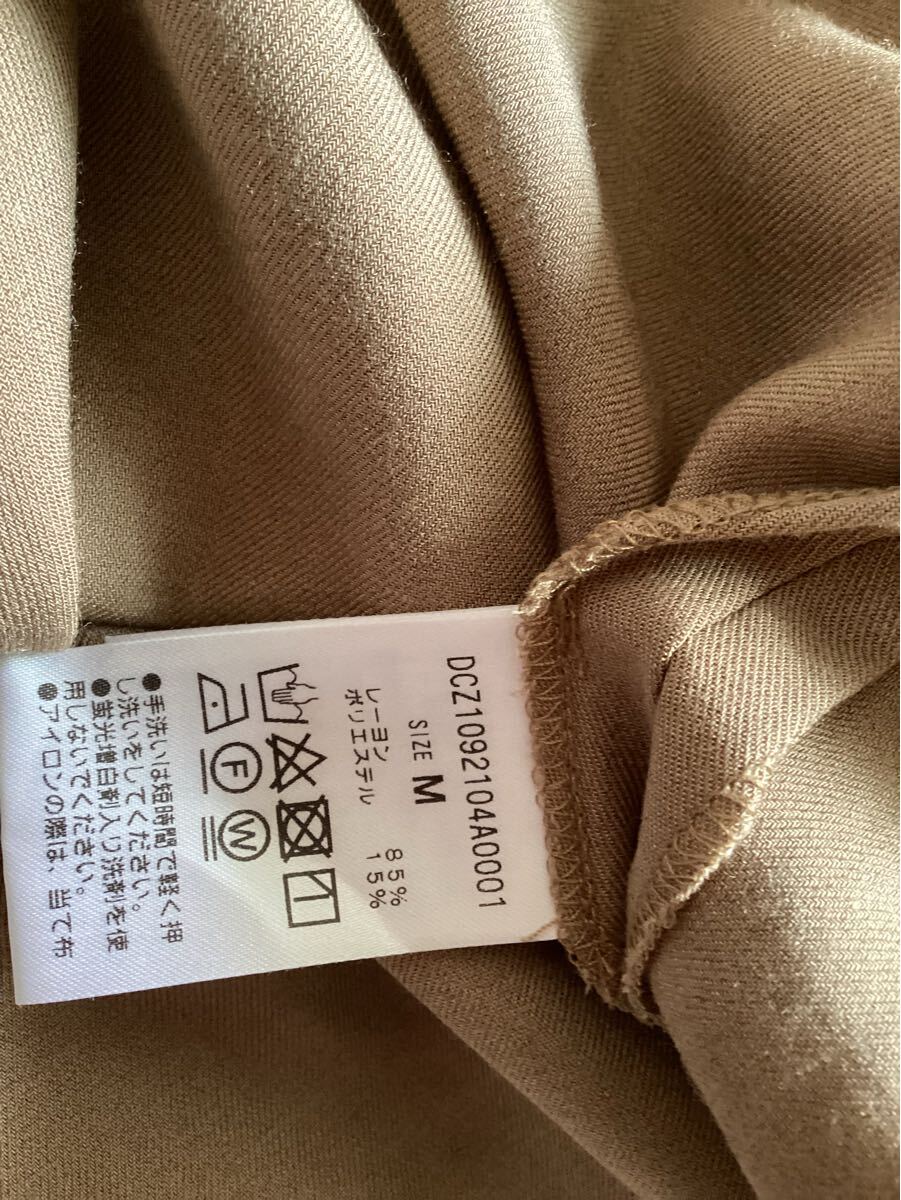 DCZ1092104A0001
SIZE M
レーヨン 85%
ポリエステル 15%
F W
●手洗いは短時間で軽く押
し洗いをしてください。
●蛍光増白剤入り洗剤を使
用しないでください。
●アイロンの際は、当て布